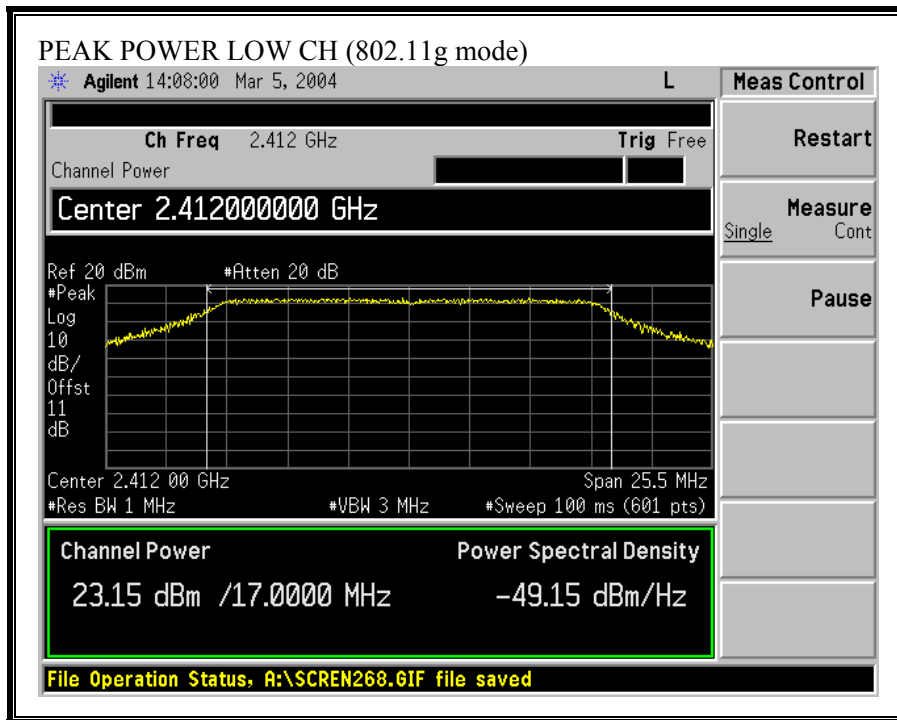 PEAK POWER LOW CH (802.11g mode)
Agilent 14:08:00 Mar 5, 2004 L
Meas Control
Ch Freq 2.412 GHz Trig Free
Channel Power
Center 2.412000000 GHz
Ref 20 dBm #Atten 20 dB
#Peak
Log
10
dB/
Offst
11
dB
Center 2.412 00 GHz Span 25.5 MHz
#Res BW 1 MHz #VBW 3 MHz #Sweep 100 ms (601 pts)
Channel Power Power Spectral Density
23.15 dBm /17.0000 MHz -49.15 dBm/Hz
File Operation Status, A:\SCREN268.GIF file saved
Restart
Measure
Single Cont
Pause